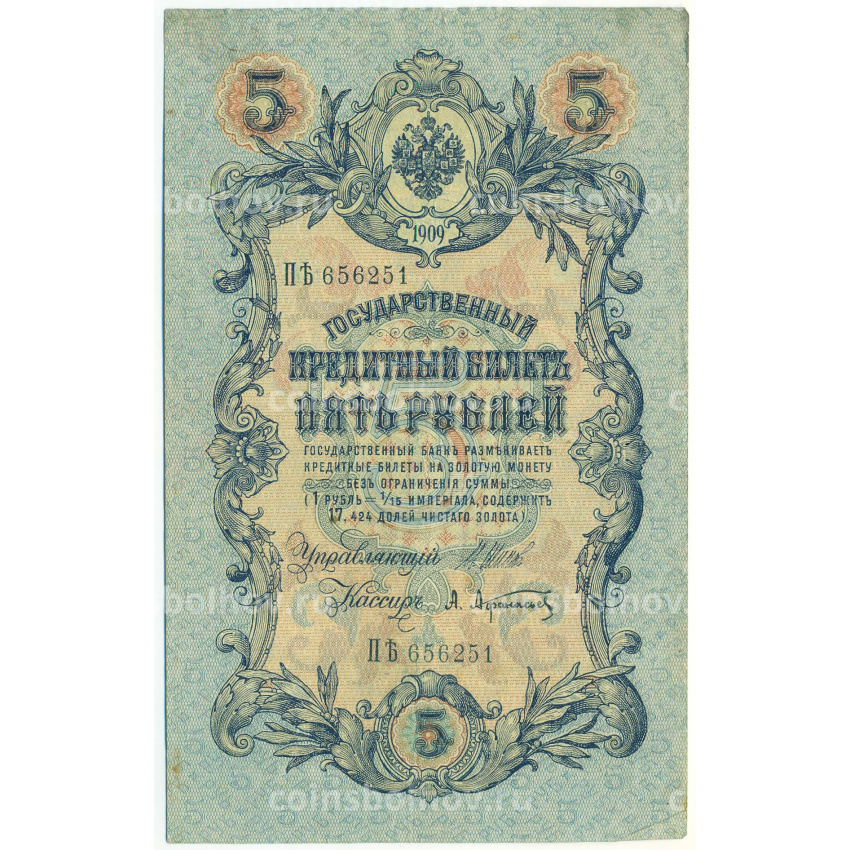 5 5
1909
ПѢ 656251
ГОСУДАРСТВЕННЫЙ
КРЕДИТНЫЙ БИЛЕТЪ
ПЯТЬ РУБЛЕЙ
ГОСУДАРСТВЕННЫЙ БАНКЪ РАЗМѢНИВАЕТЪ
КРЕДИТНЫЕ БИЛЕТЫ НА ЗОЛОТУЮ МОНЕТУ
БЕЗЪ ОГРАНИЧЕНІЯ СУММЫ
(1 РУБЛЬ = 1/15 ИМПЕРІАЛА, СОДЕРЖИТЪ
17,424 ДОЛЕЙ ЧИСТАГО ЗОЛОТА).
Управляющій
Кассиръ А. Афанасьев
ПѢ 656251
5
coinsbolhov.ru